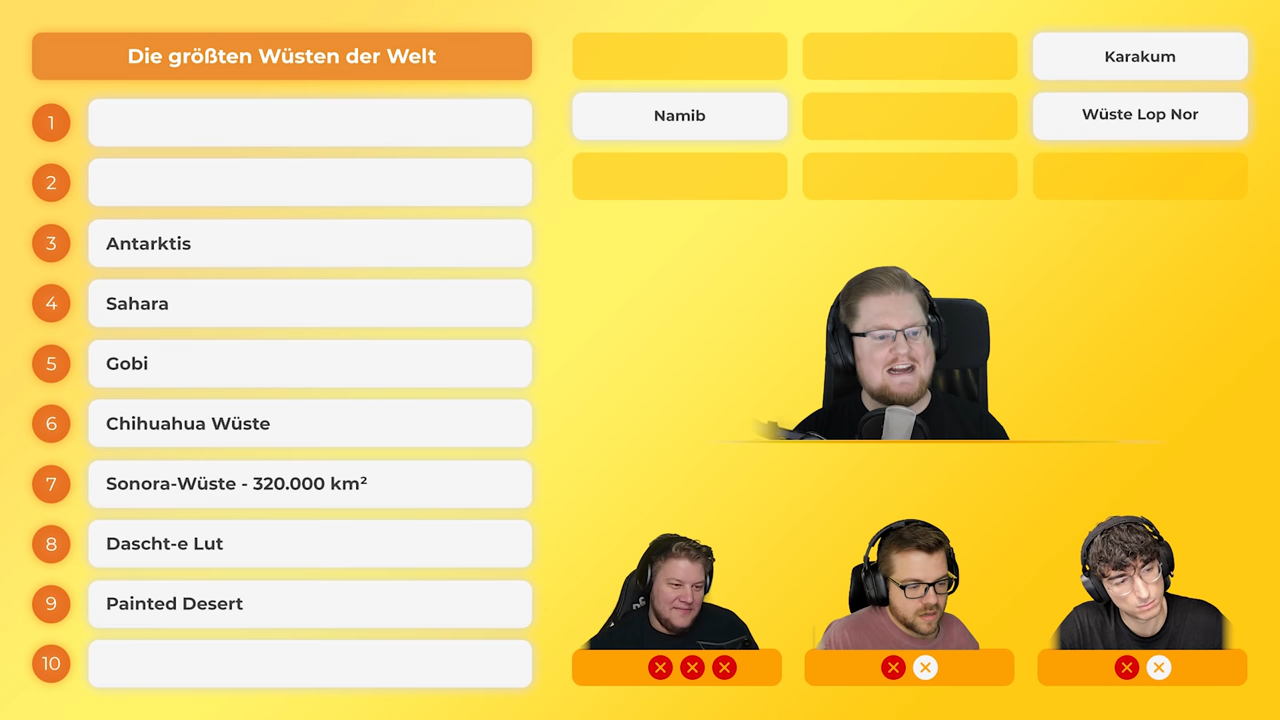 Die größten Wüsten der Welt
1
2
3 Antarktis
4 Sahara
5 Gobi
6 Chihuahua Wüste
7 Sonora-Wüste - 320.000 km²
8 Dascht-e Lut
9 Painted Desert
10
Karakum
Namib
Wüste Lop Nor